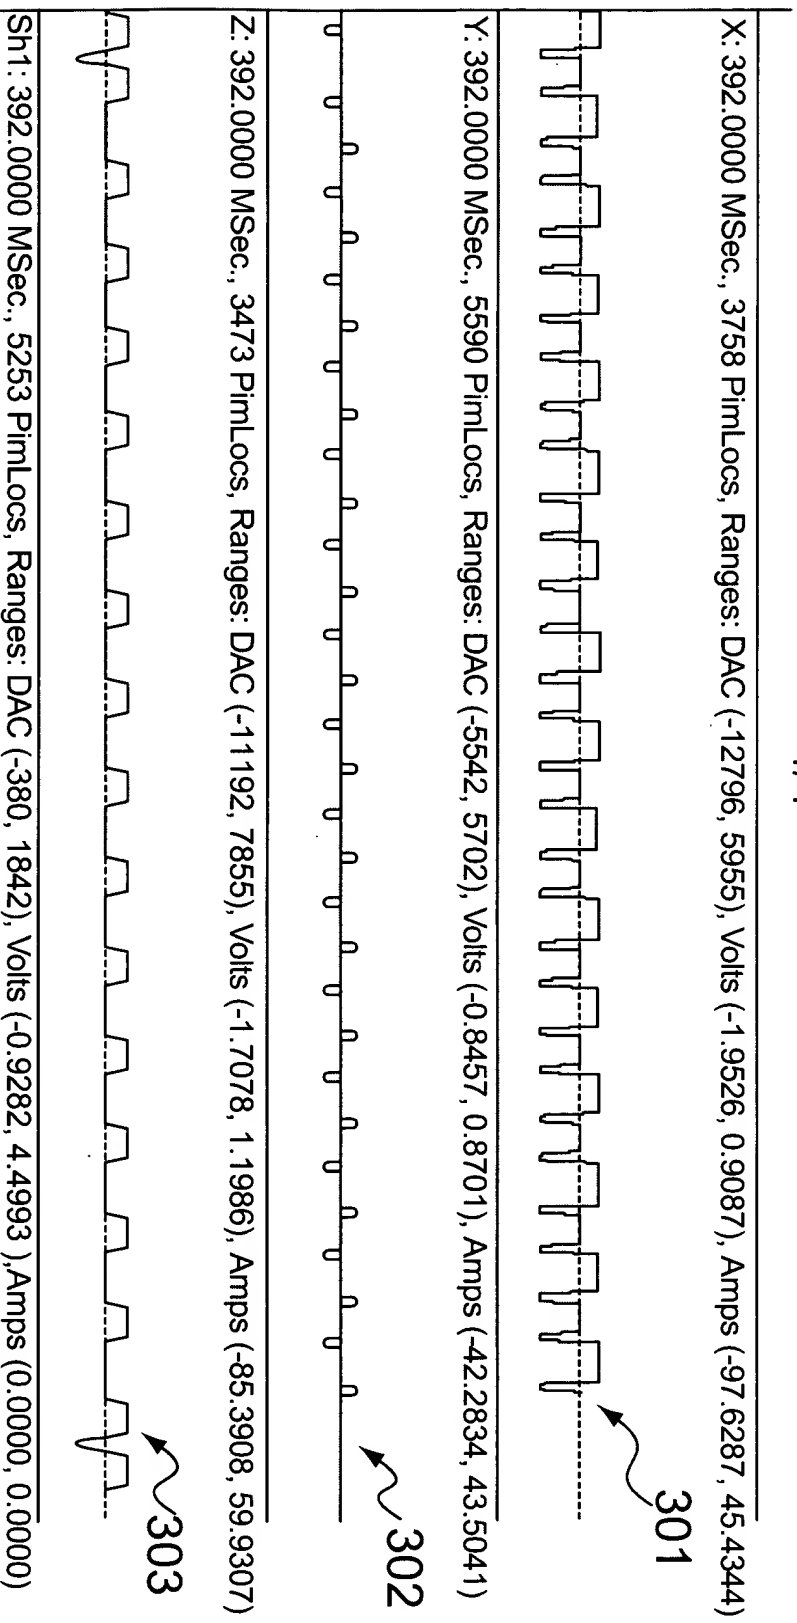 X: 392.0000 MSec., 3758 PimLocs, Ranges: DAC (-12796, 5955), Volts (-1.9526, 0.9087), Amps (-97.6287, 45.4344)
301
Y: 392.0000 MSec., 5590 PimLocs, Ranges: DAC (-5542, 5702), Volts (-0.8457, 0.8701), Amps (-42.2834, 43.5041)
302
Z: 392.0000 MSec., 3473 PimLocs, Ranges: DAC (-11192, 7855), Volts (-1.7078, 1.1986), Amps (-85.3908, 59.9307)
303
Sh1: 392.0000 MSec., 5253 PimLocs, Ranges: DAC (-380, 1842), Volts (-0.9282, 4.4993 ),Amps (0.0000, 0.0000)